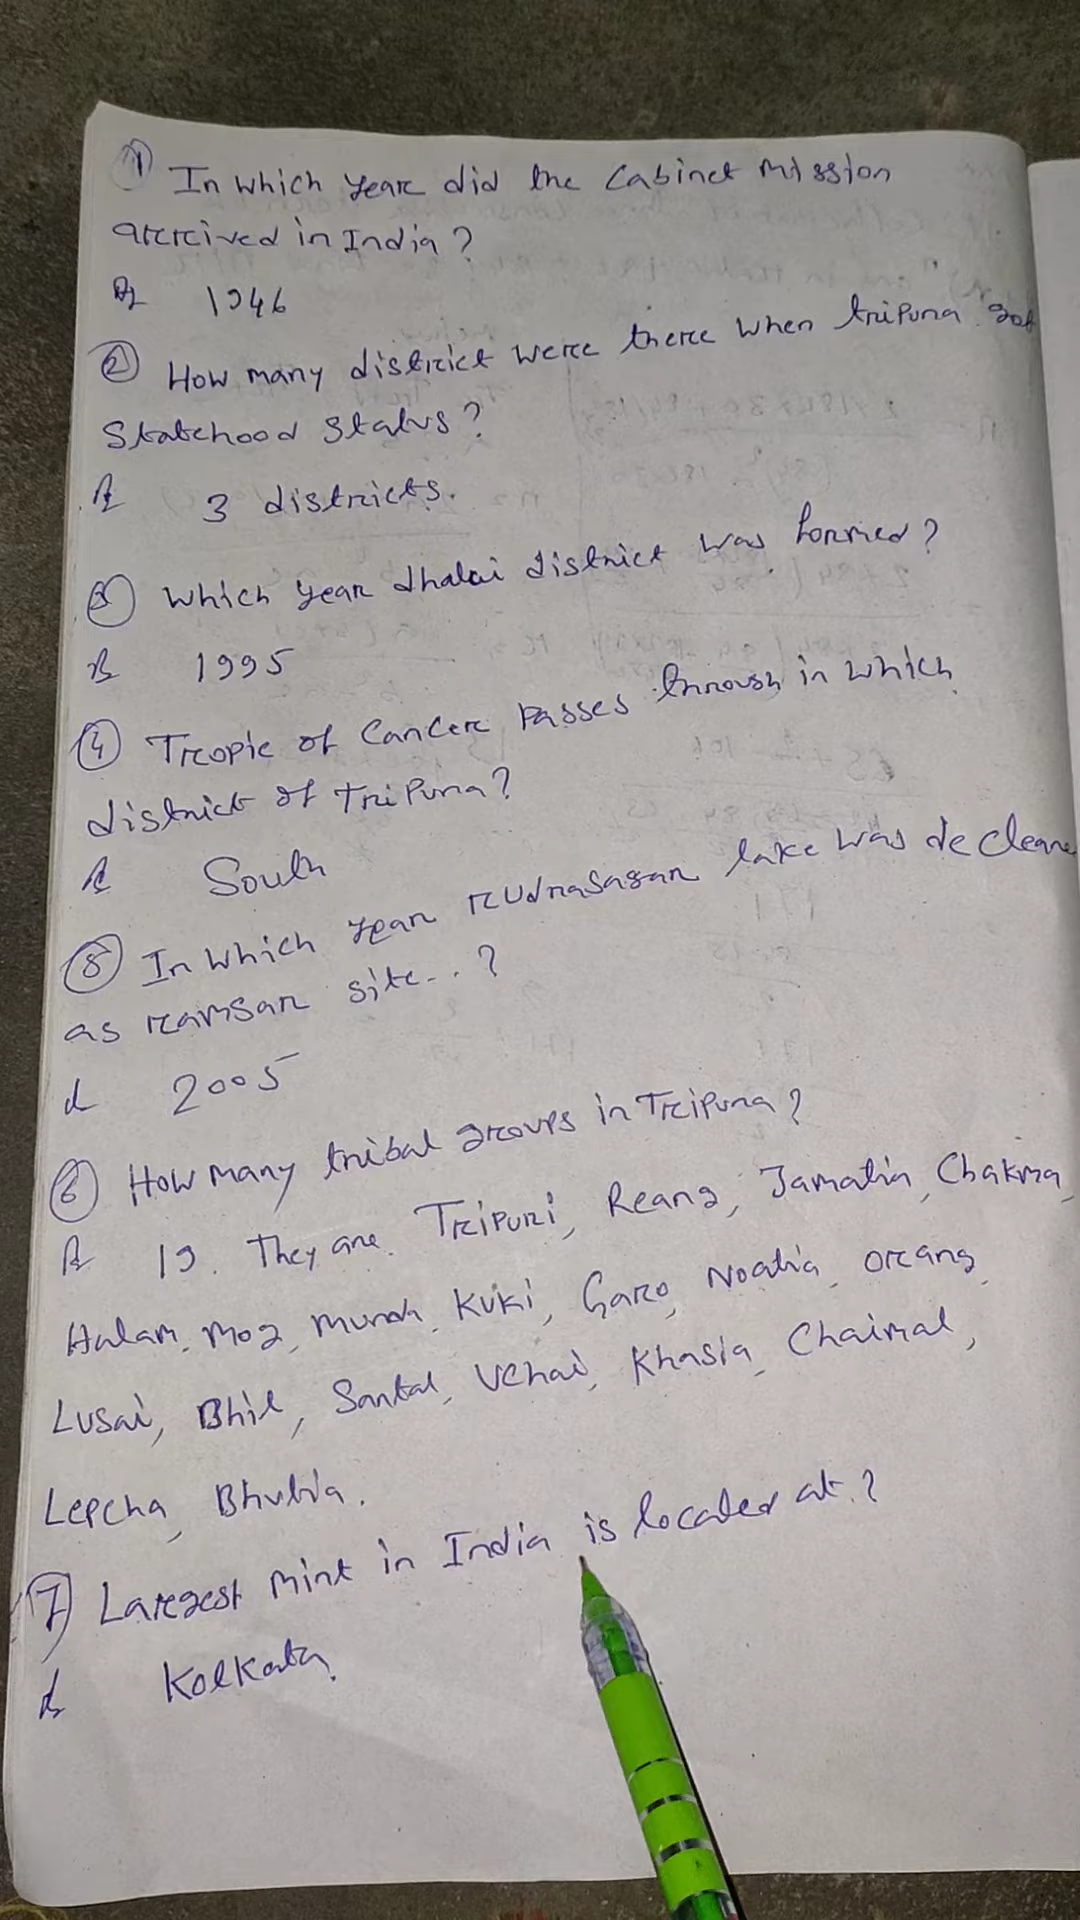 ① In which year did the Cabinet Mission
arrived in India?
A 1946
② How many district were there when tripura got
Statehood Status?
A 3 districts.
③ Which year dhalai district was formed?
A 1995
④ Tropic of Cancer Passes through in which
district of Tripura?
A South
⑤ In which year rudrasagar lake was declare
as ramsar site...?
A 2005
⑥ How many tribal groups in Tripura?
A 19. They are Tripuri, Reang, Jamatia, Chakma,
Halam, Mog, Munda, Kuki, Garo, Noatia, Orang,
Lusai, Bhil, Santal, Uchai, Khasia, Chaimal,
Lepcha, Bhutia.
⑦ Largest Mint in India is located at?
A Kolkata